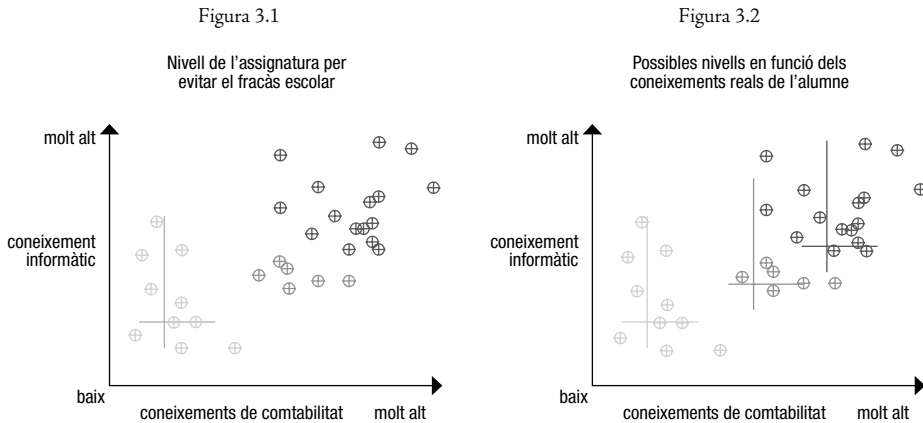 Figura 3.1
Nivell de l'assignatura per
evitar el fracàs escolar
molt alt
coneixement
informàtic
baix
coneixements de comtabilitat
molt alt
Figura 3.2
Possibles nivells en funció dels
coneixements reals de l'alumne
molt alt
coneixement
informàtic
baix
coneixements de comtabilitat
molt alt